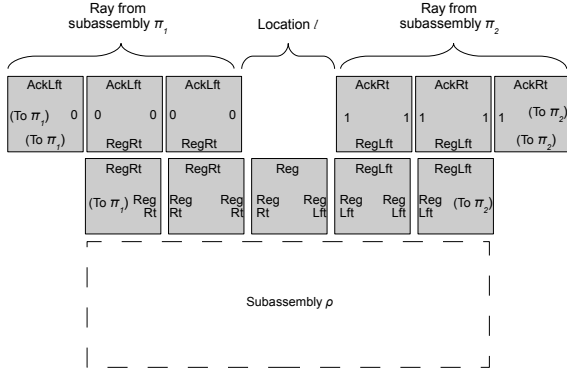 Ray from
subassembly π₁
Location l
Ray from
subassembly π₂
AckLft
AckLft
AckLft
AckRt
AckRt
AckRt
(To π₁) 0
0 0
0 0
1 1
1 1
1 (To π₂)
(To π₁)
RegRt
RegRt
RegLft
RegLft
(To π₂)
RegRt
RegRt
Reg
RegLft
RegLft
(To π₁) Reg
Rt
Reg
Rt
Reg
Rt
Reg
Rt
Reg
Lft
Reg
Lft
Reg
Lft
Reg
Lft
(To π₂)
Subassembly ρ